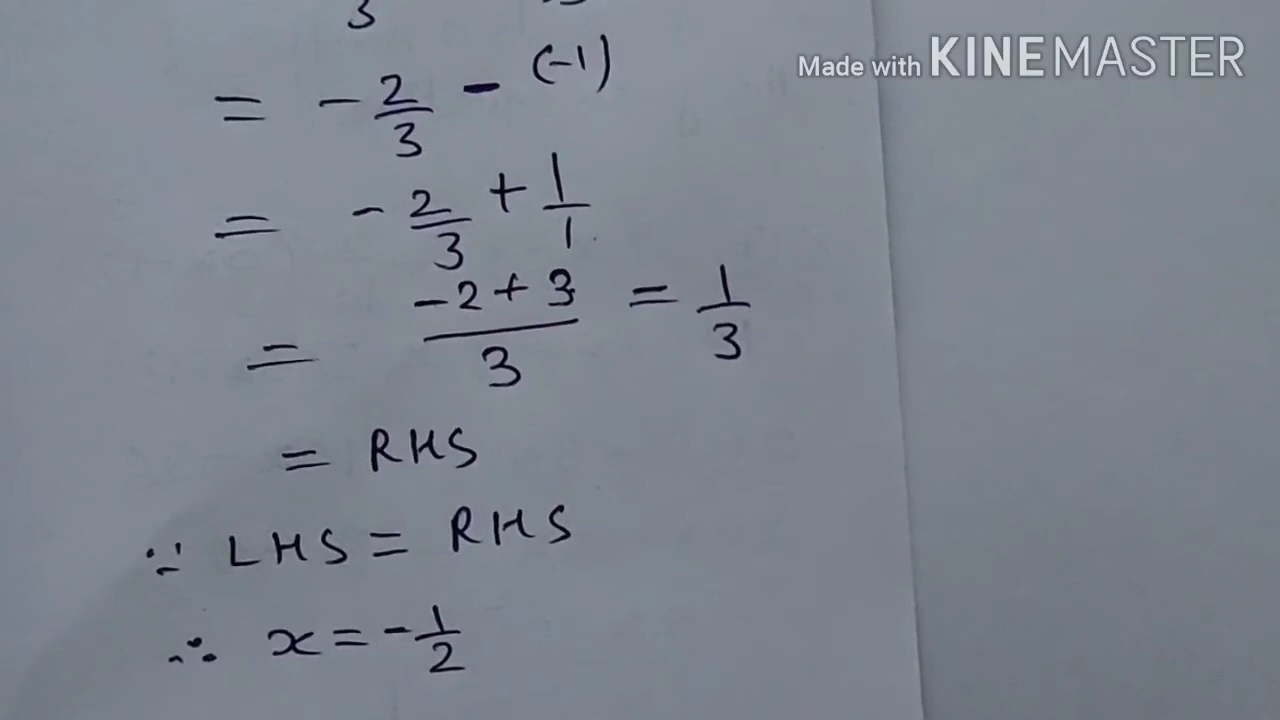 3
Made with KINEMASTER
= - 2/3 - (-1)
= - 2/3 + 1/1
= -2+3/3 = 1/3
= RHS
∵ LHS = RHS
∴ x = - 1/2